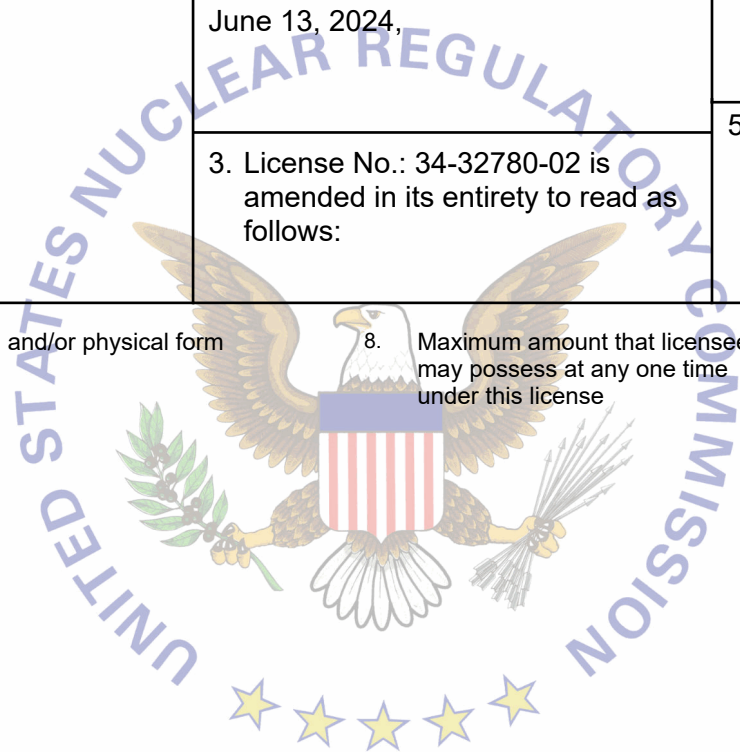 June 13, 2024,
5
3. License No.: 34-32780-02 is
amended in its entirety to read as
follows:
and/or physical form
8. Maximum amount that licensee
may possess at any one time
under this license
UNITED STATES NUCLEAR REGULATORY COMMISSION